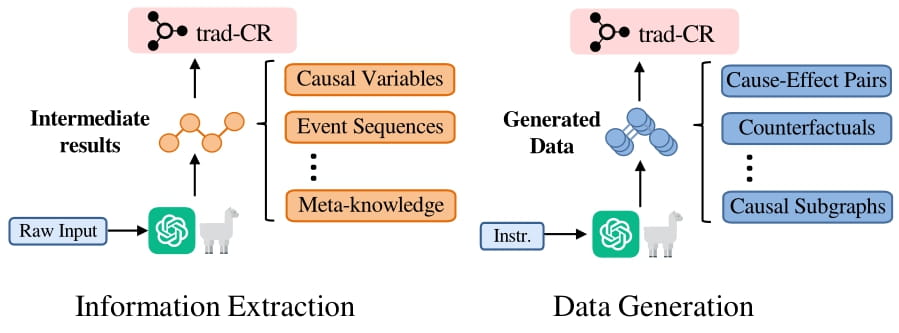 trad-CR
Intermediate
results
Causal Variables
Event Sequences
Meta-knowledge
Raw Input
Information Extraction
trad-CR
Generated
Data
Cause-Effect Pairs
Counterfactuals
Causal Subgraphs
Instr.
Data Generation